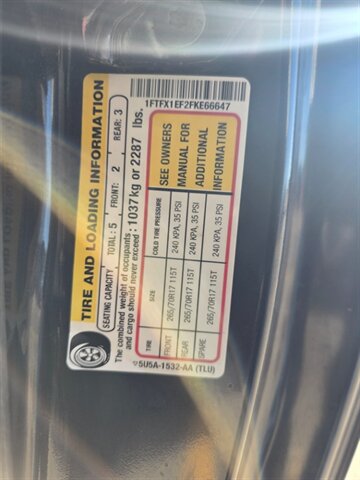 1FTFX1EF2FKE66647
TIRE AND LOADING INFORMATION
SEATING CAPACITY TOTAL: 5 FRONT: 2 REAR: 3
The combined weight of occupants
and cargo should never exceed: 1037kg or 2287 lbs.
TIRE SIZE COLD TIRE PRESSURE
FRONT 265/70R17 115T 240 KPA, 35 PSI
REAR 265/70R17 115T 240 KPA, 35 PSI
SPARE 265/70R17 115T 240 KPA, 35 PSI
SEE OWNERS
MANUAL FOR
ADDITIONAL
INFORMATION
5U5A-1532-AA (TLU)